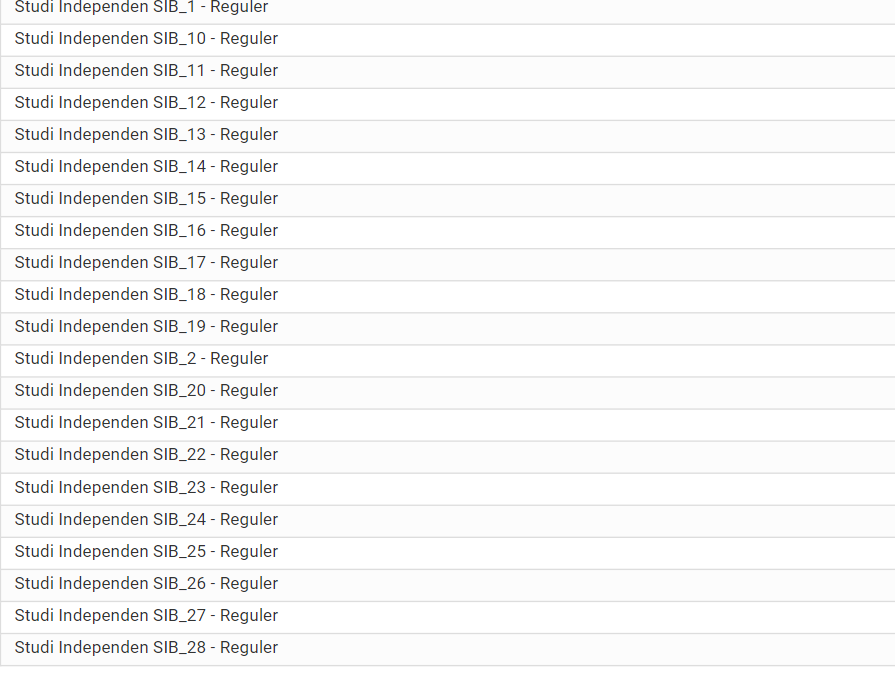 Studi Independen SIB_1 - Reguler
Studi Independen SIB_10 - Reguler
Studi Independen SIB_11 - Reguler
Studi Independen SIB_12 - Reguler
Studi Independen SIB_13 - Reguler
Studi Independen SIB_14 - Reguler
Studi Independen SIB_15 - Reguler
Studi Independen SIB_16 - Reguler
Studi Independen SIB_17 - Reguler
Studi Independen SIB_18 - Reguler
Studi Independen SIB_19 - Reguler
Studi Independen SIB_2 - Reguler
Studi Independen SIB_20 - Reguler
Studi Independen SIB_21 - Reguler
Studi Independen SIB_22 - Reguler
Studi Independen SIB_23 - Reguler
Studi Independen SIB_24 - Reguler
Studi Independen SIB_25 - Reguler
Studi Independen SIB_26 - Reguler
Studi Independen SIB_27 - Reguler
Studi Independen SIB_28 - Reguler